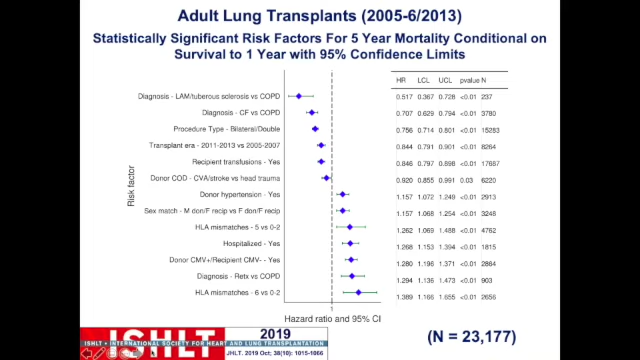 Adult Lung Transplants (2005-6/2013)
Statistically Significant Risk Factors For 5 Year Mortality Conditional on
Survival to 1 Year with 95% Confidence Limits
HR LCL UCL pvalue N
Diagnosis - LAM/tuberous sclerosis vs COPD 0.517 0.367 0.728 <0.01 237
Diagnosis - CF vs COPD 0.707 0.629 0.794 <0.01 3780
Procedure Type - Bilateral/Double 0.756 0.714 0.801 <0.01 15283
Transplant era - 2011-2013 vs 2005-2007 0.844 0.791 0.901 <0.01 8264
Recipient transfusions - Yes 0.846 0.797 0.898 <0.01 17687
Donor COD - CVA/stroke vs head trauma 0.920 0.855 0.991 0.03 6220
Donor hypertension - Yes 1.157 1.072 1.249 <0.01 2913
Sex match - M don/F recip vs F don/F recip 1.157 1.068 1.254 <0.01 3248
HLA mismatches - 5 vs 0-2 1.262 1.069 1.488 <0.01 4762
Hospitalized - Yes 1.268 1.153 1.394 <0.01 1815
Donor CMV+/Recipient CMV- - Yes 1.280 1.196 1.371 <0.01 2864
Diagnosis - Retx vs COPD 1.294 1.136 1.473 <0.01 903
HLA mismatches - 6 vs 0-2 1.389 1.166 1.655 <0.01 2656
Risk factor
1
Hazard ratio and 95% CI
2019
(N = 23,177)
ISHLT • INTERNATIONAL SOCIETY FOR HEART AND LUNG TRANSPLANTATION
ISHLT
JHLT. 2019 Oct; 38(10): 1015-1066